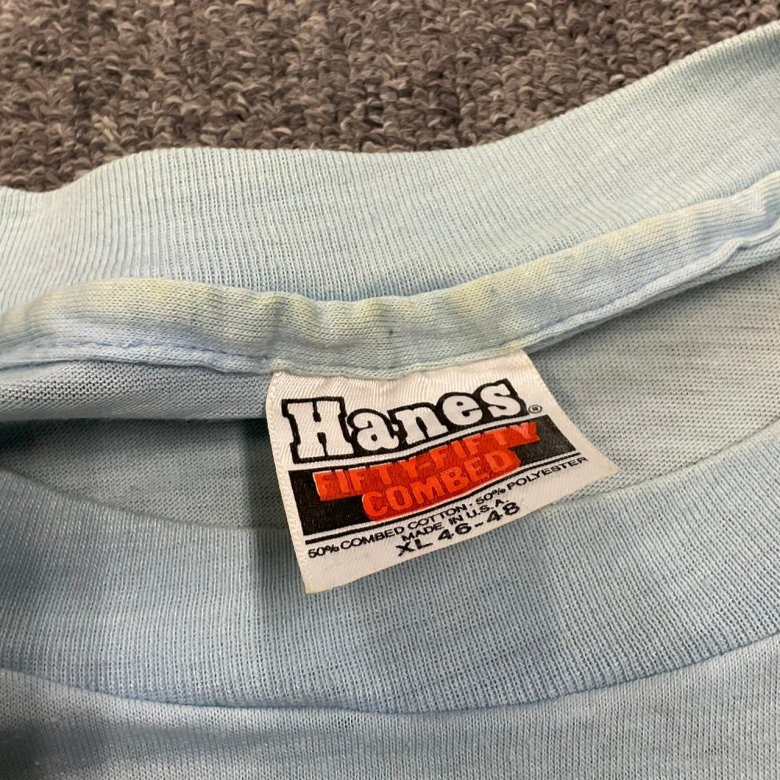 Hanes®
FIFTY-FIFTY
COMBED
50% COMBED COTTON · 50% POLYESTER
MADE IN U.S.A.
XL 46-48